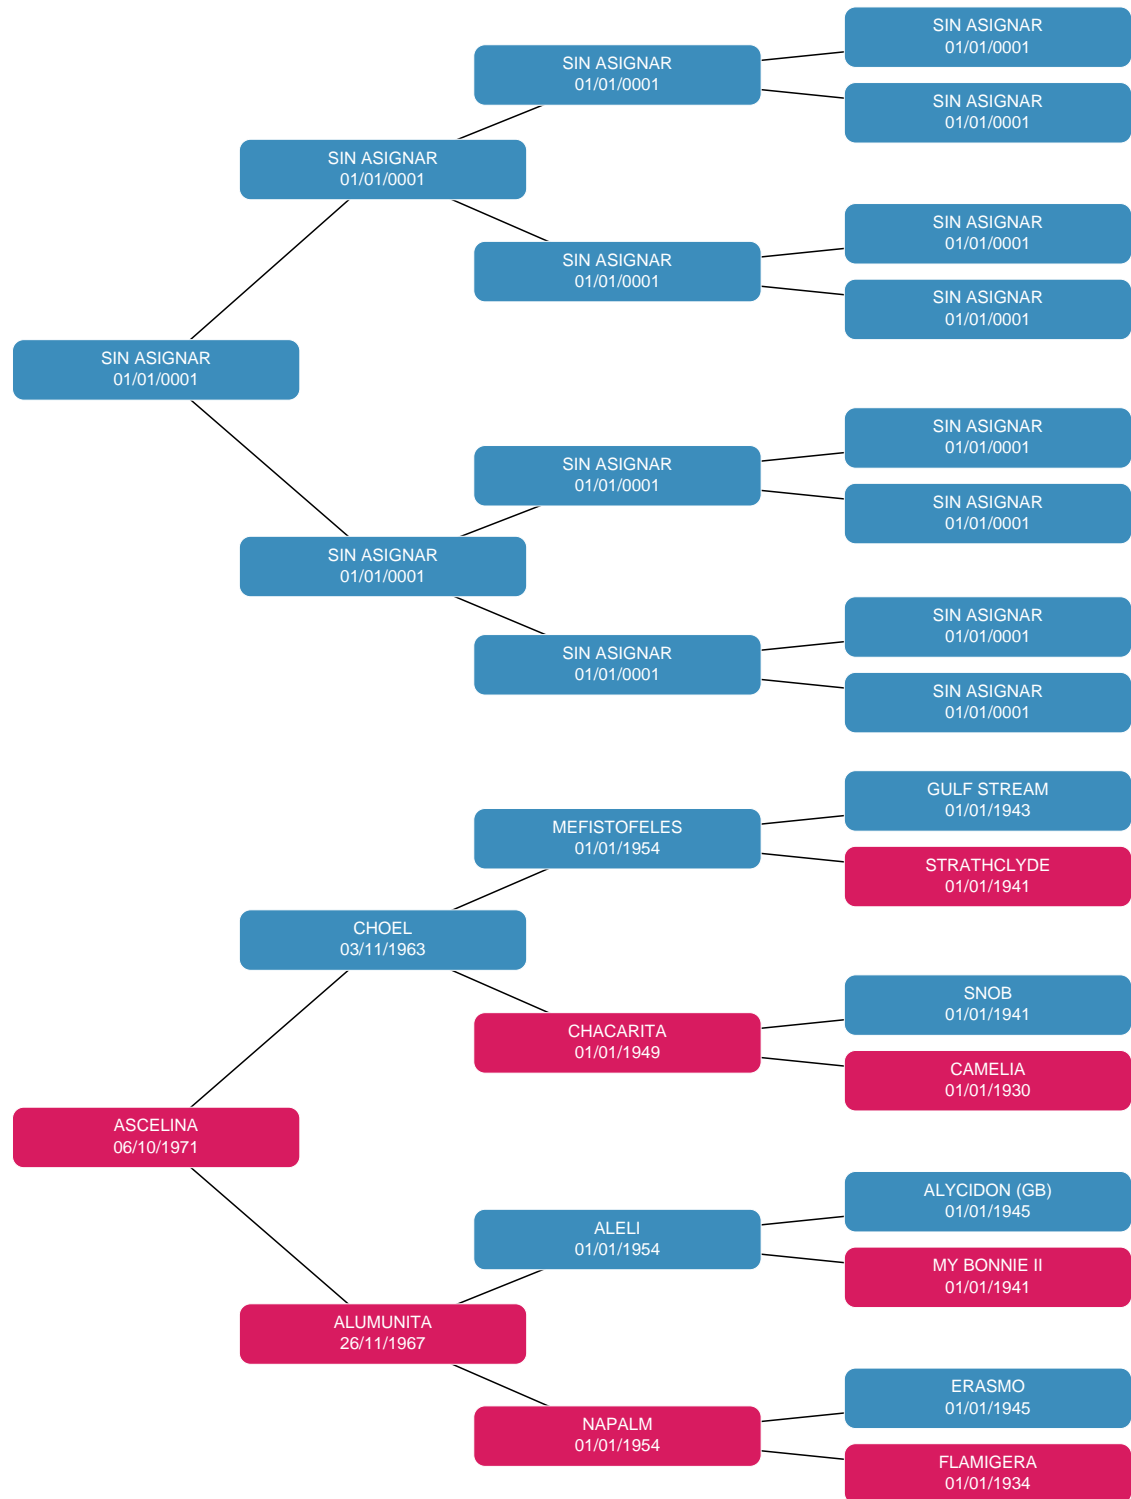 SIN ASIGNAR
01/01/0001
SIN ASIGNAR
01/01/0001
SIN ASIGNAR
01/01/0001
SIN ASIGNAR
01/01/0001
SIN ASIGNAR
01/01/0001
SIN ASIGNAR
01/01/0001
SIN ASIGNAR
01/01/0001
SIN ASIGNAR
01/01/0001
SIN ASIGNAR
01/01/0001
SIN ASIGNAR
01/01/0001
SIN ASIGNAR
01/01/0001
SIN ASIGNAR
01/01/0001
SIN ASIGNAR
01/01/0001
SIN ASIGNAR
01/01/0001
SIN ASIGNAR
01/01/0001
GULF STREAM
01/01/1943
MEFISTOFELES
01/01/1954
STRATHCLYDE
01/01/1941
CHOEL
03/11/1963
SNOB
01/01/1941
CHACARITA
01/01/1949
CAMELIA
01/01/1930
ASCELINA
06/10/1971
ALYCIDON (GB)
01/01/1945
ALELI
01/01/1954
MY BONNIE II
01/01/1941
ALUMUNITA
26/11/1967
ERASMO
01/01/1945
NAPALM
01/01/1954
FLAMIGERA
01/01/1934